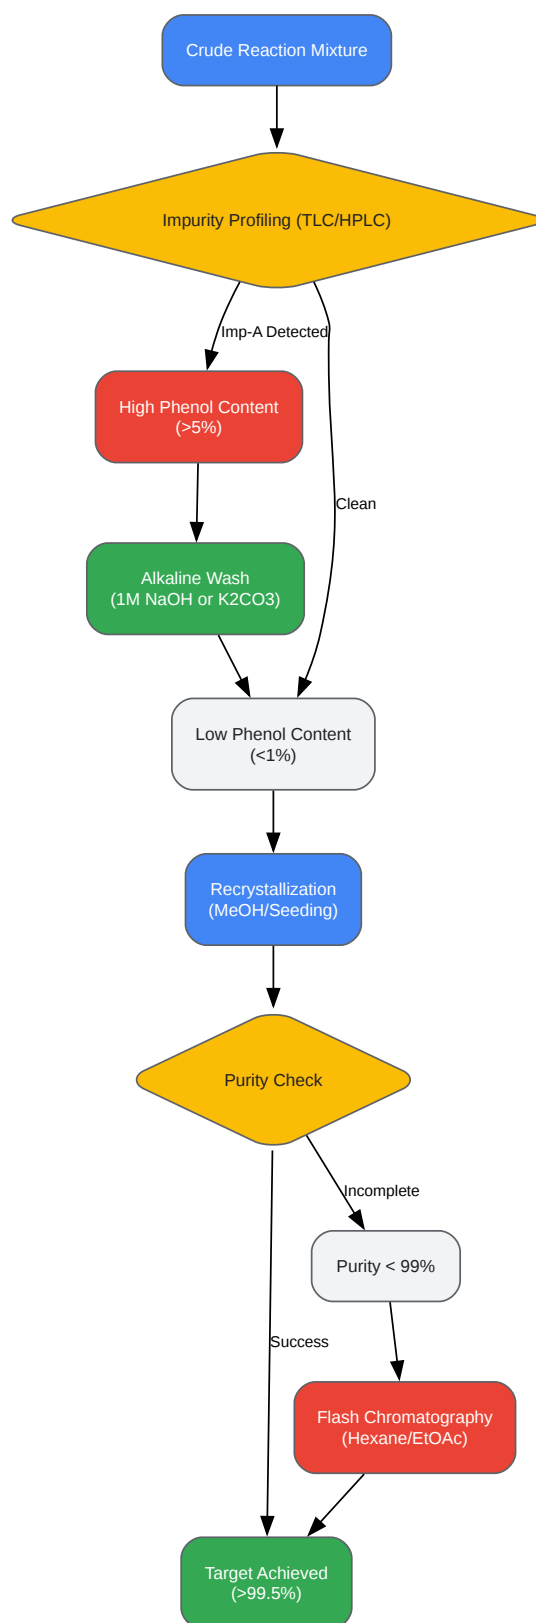 Crude Reaction Mixture
Impurity Profiling (TLC/HPLC)
Imp-A Detected
High Phenol Content
(>5%)
Clean
Alkaline Wash
(1M NaOH or K2CO3)
Low Phenol Content
(<1%)
Recrystallization
(MeOH/Seeding)
Purity Check
Incomplete
Purity < 99%
Success
Flash Chromatography
(Hexane/EtOAc)
Target Achieved
(>99.5%)